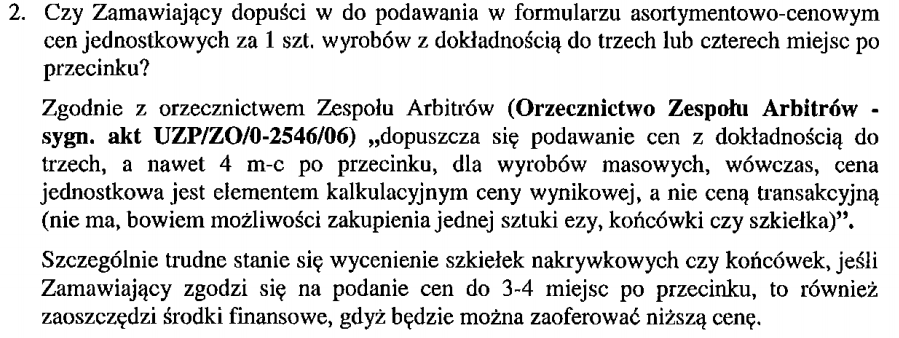 2. Czy Zamawiający dopuści w do podawania w formularzu asortymentowo-cenowym
cen jednostkowych za 1 szt. wyrobów z dokładnością do trzech lub czterech miejsc po
przecinku?
Zgodnie z orzecznictwem Zespołu Arbitrów (Orzecznictwo Zespołu Arbitrów -
sygn. akt UZP/ZO/0-2546/06) „dopuszcza się podawanie cen z dokładnością do
trzech, a nawet 4 m-c po przecinku, dla wyrobów masowych, wówczas, cena
jednostkowa jest elementem kalkulacyjnym ceny wynikowej, a nie ceną transakcyjną
(nie ma, bowiem możliwości zakupienia jednej sztuki ezy, końcówki czy szkiełka)”.
Szczególnie trudne stanie się wycenienie szkiełek nakrywkowych czy końcówek, jeśli
Zamawiający zgodzi się na podanie cen do 3-4 miejsc po przecinku, to również
zaoszczędzi środki finansowe, gdyż będzie można zaoferować niższą cenę.